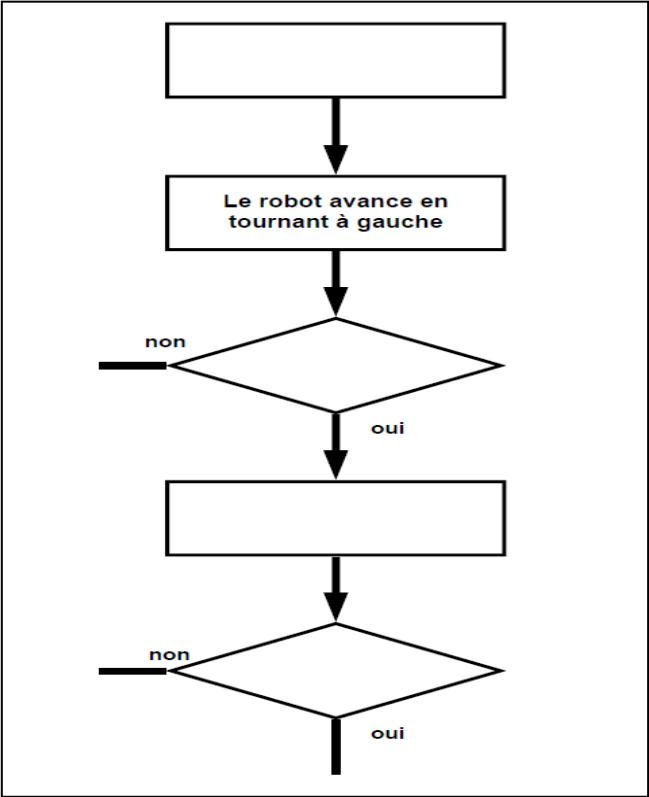 Le robot avance en
tournant à gauche
non
oui
non
oui